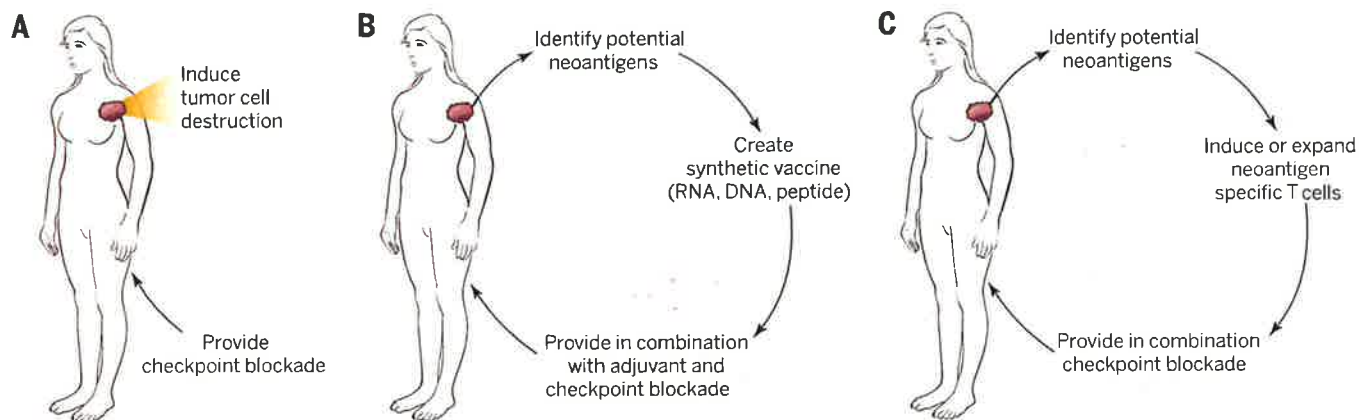 A
Induce
tumor cell
destruction
Provide
checkpoint blockade
B
Identify potential
neoantigens
Create
synthetic vaccine
(RNA, DNA, peptide)
Provide in combination
with adjuvant and
checkpoint blockade
C
Identify potential
neoantigens
Induce or expand
neoantigen
specific T cells
Provide in combination
checkpoint blockade